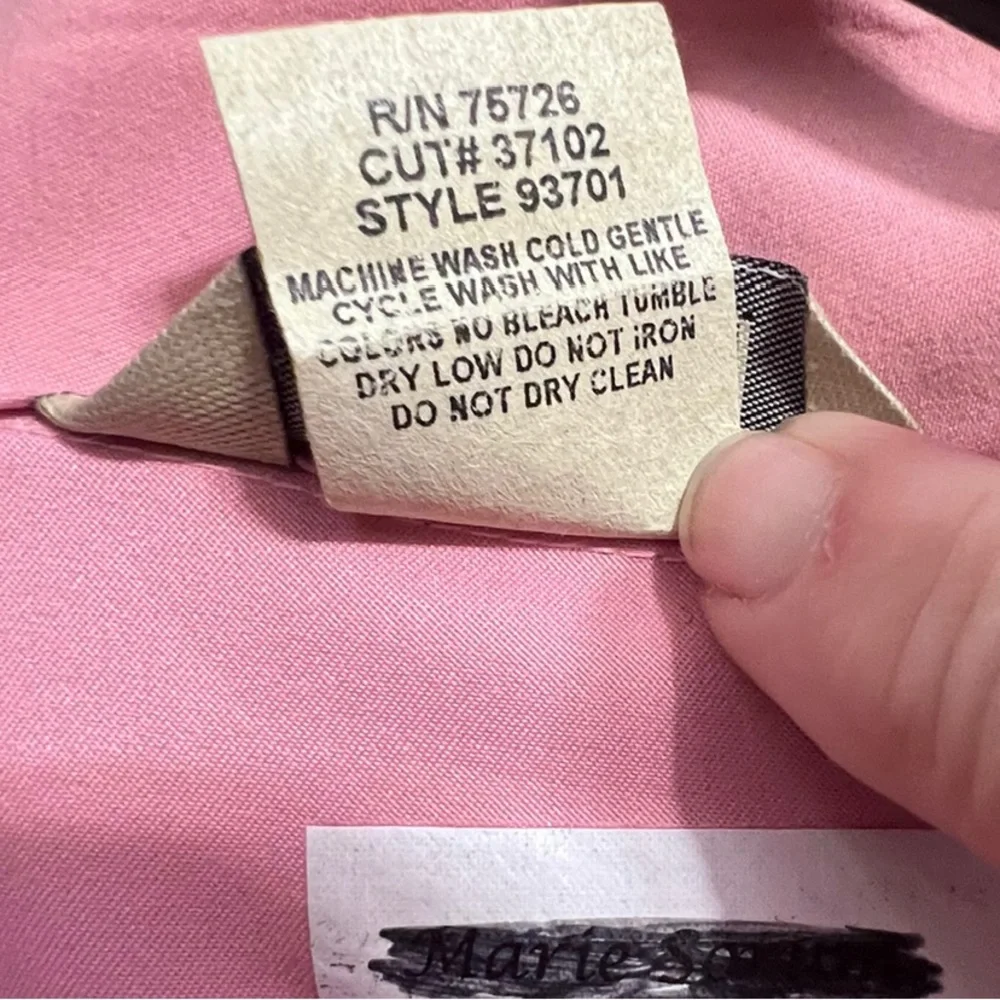 R/N 75726
CUT# 37102
STYLE 93701
MACHINE WASH COLD GENTLE
CYCLE WASH WITH LIKE
COLORS NO BLEACH TUMBLE
DRY LOW DO NOT IRON
DO NOT DRY CLEAN
Marie